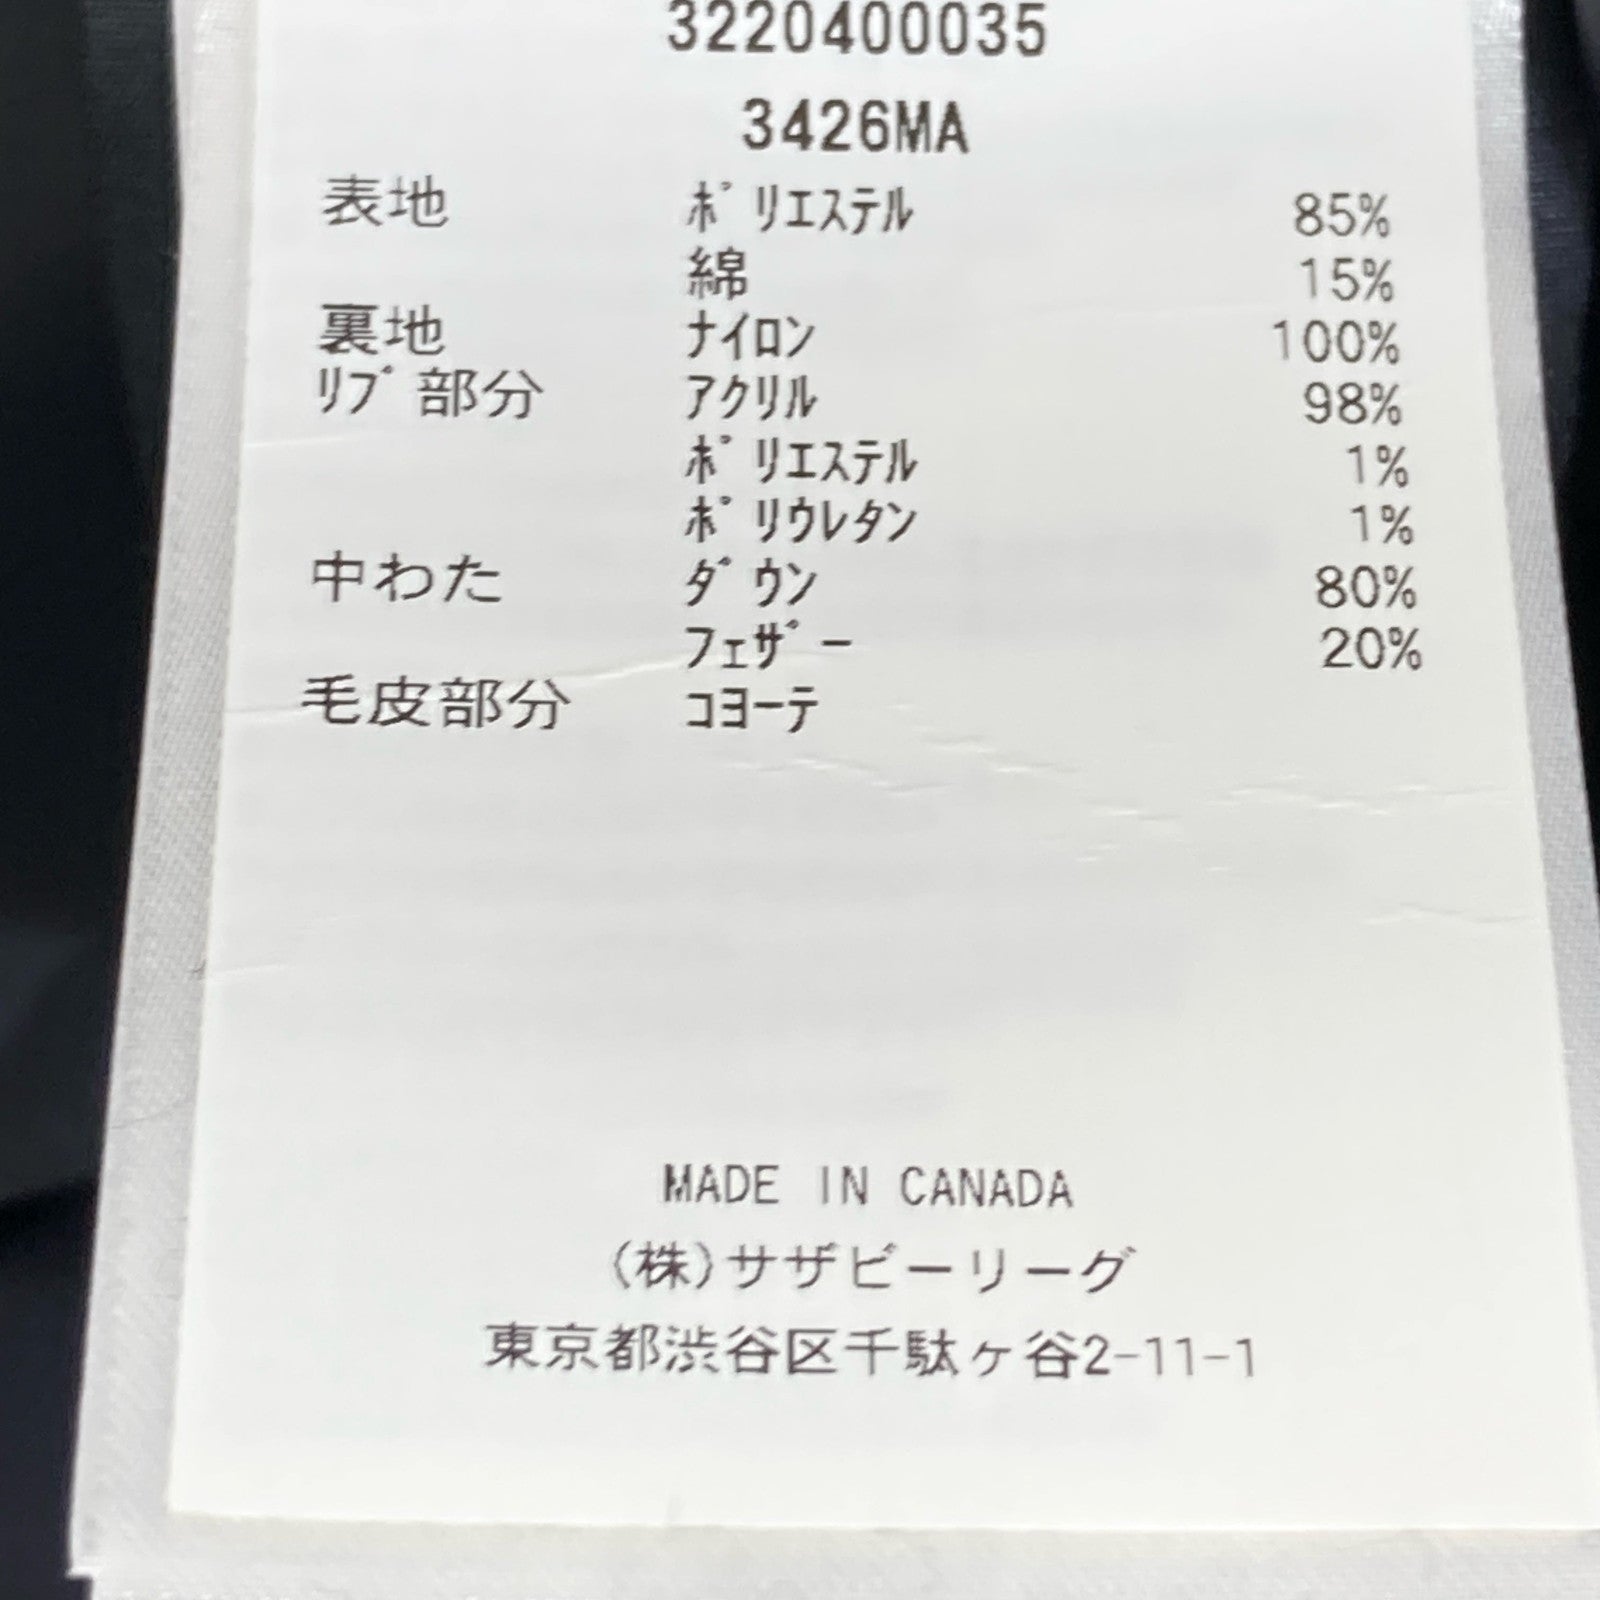 3220400035
3426MA
表地 ﾎﾟﾘｴｽﾃﾙ 85%
綿 15%
裏地 ﾅｲﾛﾝ 100%
ﾘﾌﾞ部分 ｱｸﾘﾙ 98%
ﾎﾟﾘｴｽﾃﾙ 1%
ﾎﾟﾘｳﾚﾀﾝ 1%
中わた ﾀﾞｳﾝ 80%
ﾌｪｻﾞｰ 20%
毛皮部分 ｺﾖｰﾃ
MADE IN CANADA
(株)サザビーリーグ
東京都渋谷区千駄ヶ谷2-11-1